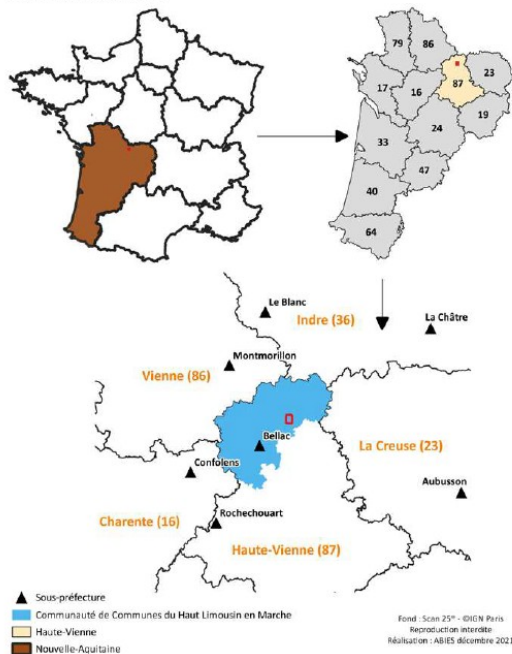 79
86
23
17
16
87
19
24
33
47
40
64
Le Blanc
Indre (36)
La Châtre
Montmorillon
Vienne (86)
Bellac
La Creuse (23)
Confolens
Aubusson
Charente (16)
Rochechouart
Haute-Vienne (87)
Sous-préfecture
Communauté de Communes du Haut Limousin en Marche
Haute-Vienne
Nouvelle-Aquitaine
Fond : Scan 25® - ©IGN Paris
Reproduction interdite
Réalisation : ABIES décembre 2021